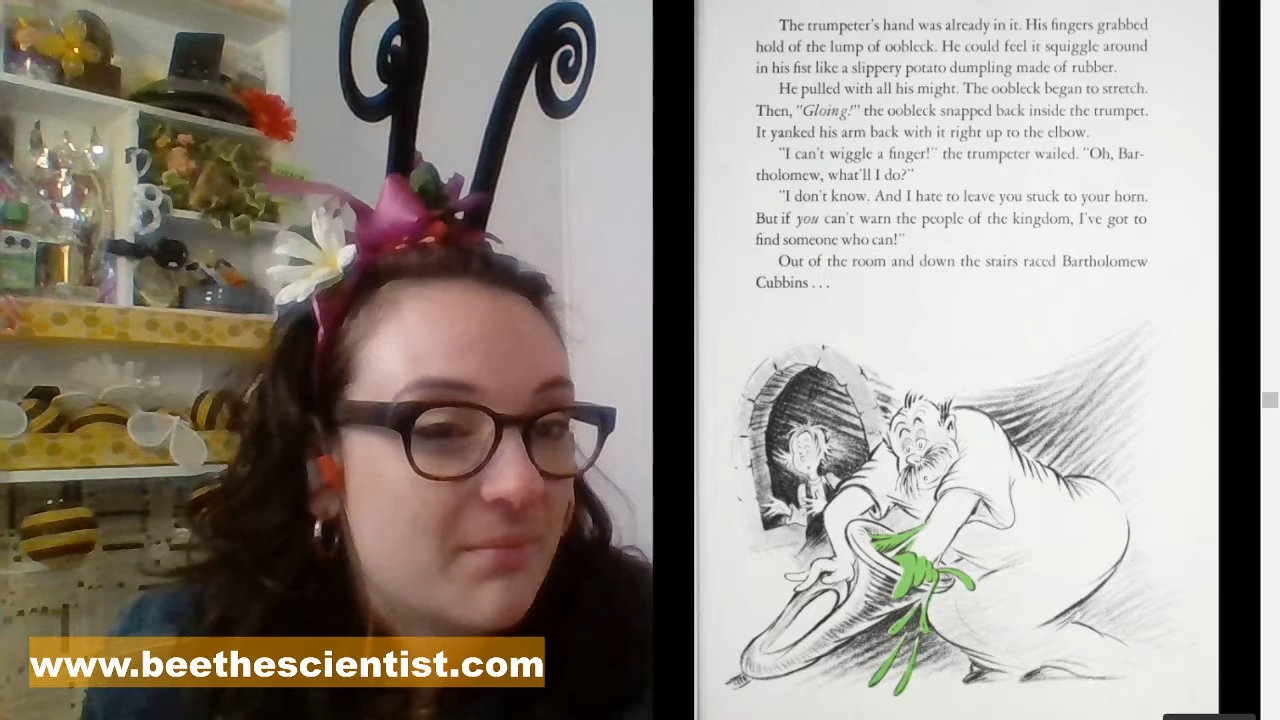 The trumpeter's hand was already in it. His fingers grabbed
hold of the lump of oobleck. He could feel it squiggle around
in his fist like a slippery potato dumpling made of rubber.
He pulled with all his might. The oobleck began to stretch.
Then, "Gloing!" the oobleck snapped back inside the trumpet.
It yanked his arm back with it right up to the elbow.
"I can't wiggle a finger!" the trumpeter wailed. "Oh, Bar-
tholomew, what'll I do?"
"I don't know. And I hate to leave you stuck to your horn.
But if you can't warn the people of the kingdom, I've got to
find someone who can!"
Out of the room and down the stairs raced Bartholomew
Cubbins . . .
www.beethescientist.com